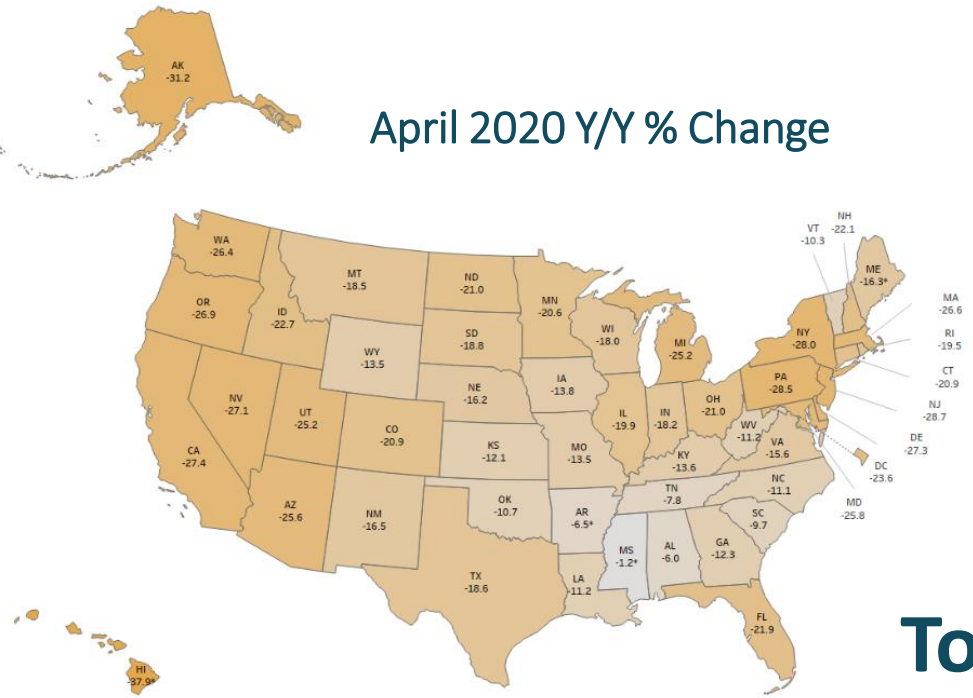 AK
-31.2
April 2020 Y/Y % Change
WA
-26.4
OR
-26.9
CA
-27.4
NV
-27.1
ID
-22.7
MT
-18.5
WY
-13.5
UT
-25.2
AZ
-25.6
CO
-20.9
NM
-16.5
ND
-21.0
SD
-18.8
NE
-16.2
KS
-12.1
OK
-10.7
TX
-18.6
MN
-20.6
IA
-13.8
MO
-13.5
AR
-6.5*
LA
-11.2
WI
-18.0
IL
-19.9
MI
-25.2
IN
-18.2
OH
-21.0
KY
-13.6
TN
-7.8
MS
-1.2*
AL
-6.0
GA
-12.3
FL
-21.9
SC
-9.7
NC
-11.1
VA
-15.6
WV
-11.2
PA
-28.5
NY
-28.0
VT
-10.3
NH
-22.1
ME
-16.3*
MA
-26.6
RI
-19.5
CT
-20.9
NJ
-28.7
DE
-27.3
DC
-23.6
MD
-25.8
HI
-37.9*
To